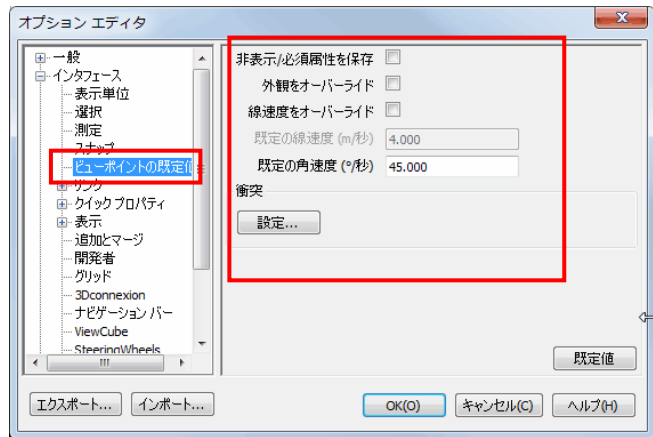 オプション エディタ
一般
インタフェース
表示単位
選択
測定
スナップ
ビューポイントの既定値
リンク
クイック プロパティ
表示
追加とマージ
開発者
グリッド
3Dconnexion
ナビゲーション バー
ViewCube
SteeringWheels
非表示/必須属性を保存
外観をオーバーライド
線速度をオーバーライド
既定の線速度 (m/秒) 4.000
既定の角速度 (°/秒) 45.000
衝突
設定...
既定値
エクスポート... インポート... OK(O) キャンセル(C) ヘルプ(H)